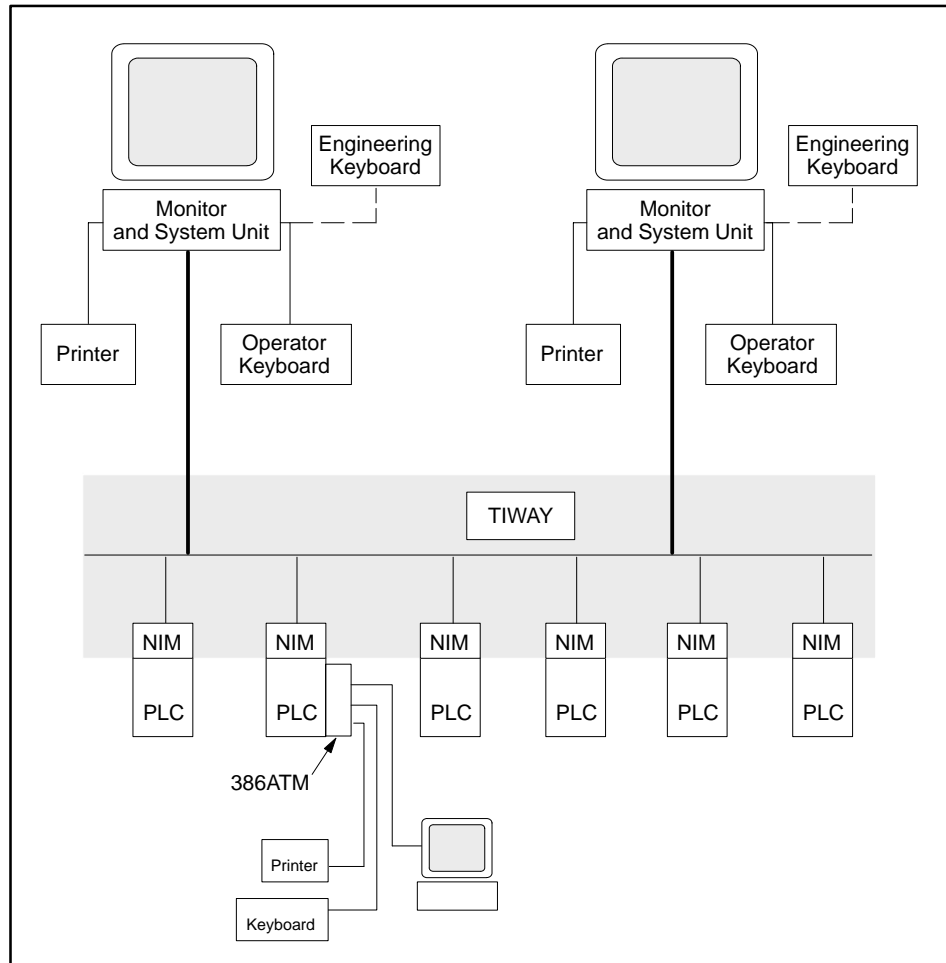 Engineering
Keyboard
Engineering
Keyboard
Monitor
and System Unit
Monitor
and System Unit
Printer
Operator
Keyboard
Printer
Operator
Keyboard
TIWAY
NIM
NIM
NIM
NIM
NIM
NIM
PLC
PLC
PLC
PLC
PLC
PLC
386ATM
Printer
Keyboard